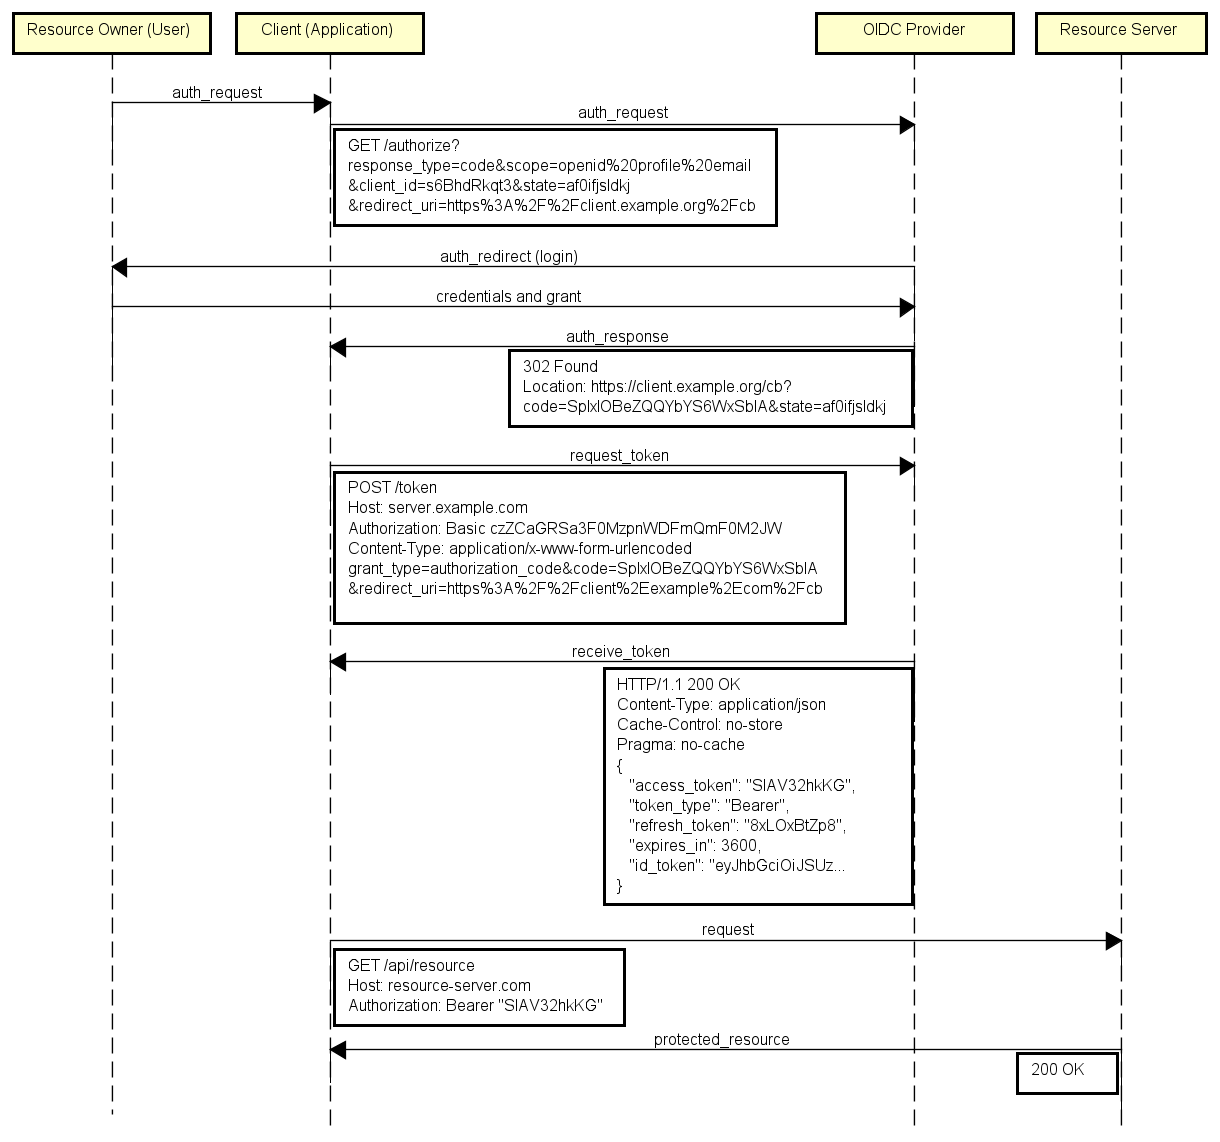 Resource Owner (User)
Client (Application)
OIDC Provider
Resource Server
auth_request
auth_request
GET /authorize?
response_type=code&scope=openid%20profile%20email
&client_id=s6BhdRkqt3&state=af0ifjsldkj
&redirect_uri=https%3A%2F%2Fclient.example.org%2Fcb
auth_redirect (login)
credentials and grant
auth_response
302 Found
Location: https://client.example.org/cb?
code=SplxlOBeZQQYbYS6WxSbIA&state=af0ifjsldkj
request_token
POST /token
Host: server.example.com
Authorization: Basic czZCaGRSa3F0MzpnWDFmQmF0M2JW
Content-Type: application/x-www-form-urlencoded
grant_type=authorization_code&code=SplxlOBeZQQYbYS6WxSbIA
&redirect_uri=https%3A%2F%2Fclient%2Eexample%2Ecom%2Fcb
receive_token
HTTP/1.1 200 OK
Content-Type: application/json
Cache-Control: no-store
Pragma: no-cache
{
"access_token": "SlAV32hkKG",
"token_type": "Bearer",
"refresh_token": "8xLOxBtZp8",
"expires_in": 3600,
"id_token": "eyJhbGciOiJSUz...
}
request
GET /api/resource
Host: resource-server.com
Authorization: Bearer "SlAV32hkKG"
protected_resource
200 OK